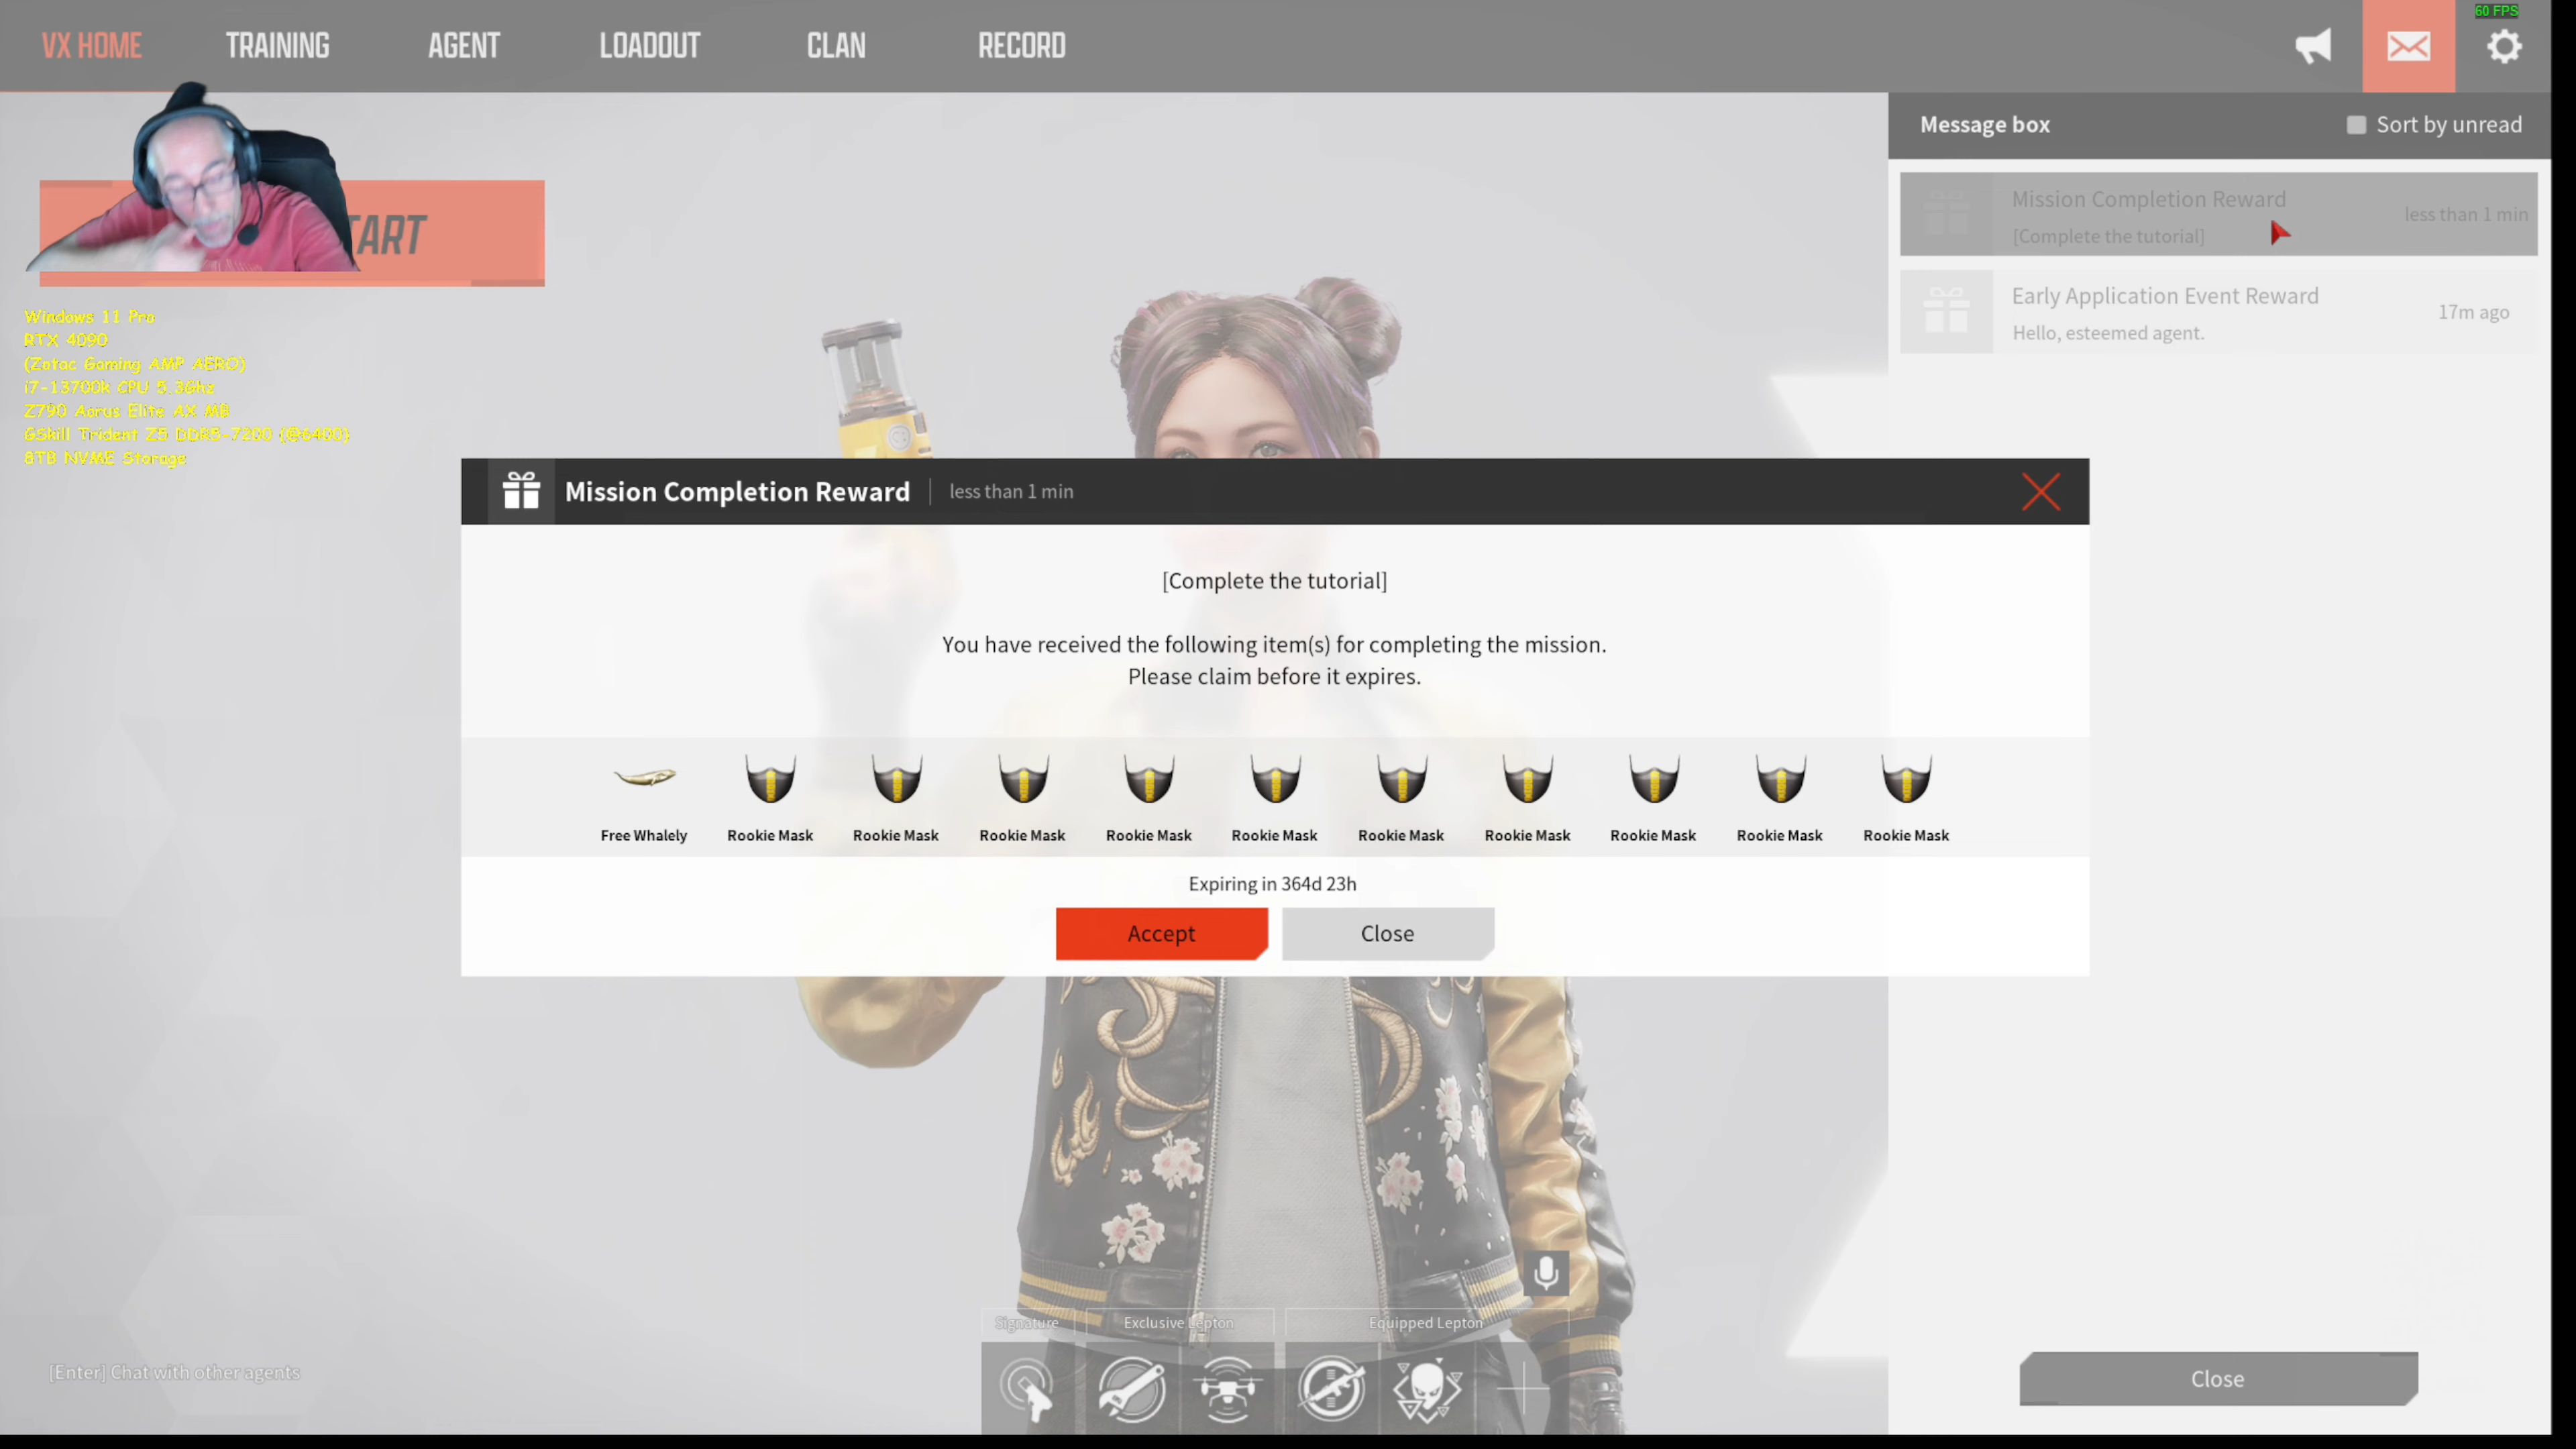 60 FPS
VX HOME TRAINING AGENT LOADOUT CLAN RECORD
Message box
Sort by unread
Mission Completion Reward
[Complete the tutorial]
less than 1 min
Early Application Event Reward
Hello, esteemed agent.
17m ago
TART
Windows 11 Pro
RTX 4090
(Zotac Gaming AMP AERO)
i7-13700k CPU 5.3Ghz
Z790 Aorus Elite AX MB
GSkill Trident Z5 DDR5-7200 (@6400)
8TB NVME Storage
Mission Completion Reward
less than 1 min
[Complete the tutorial]
You have received the following item(s) for completing the mission.
Please claim before it expires.
Free Whalely Rookie Mask Rookie Mask Rookie Mask Rookie Mask Rookie Mask Rookie Mask Rookie Mask Rookie Mask Rookie Mask Rookie Mask
Expiring in 364d 23h
Accept Close
Signature Exclusive Lepton Equipped Lepton
[Enter] Chat with other agents
Close